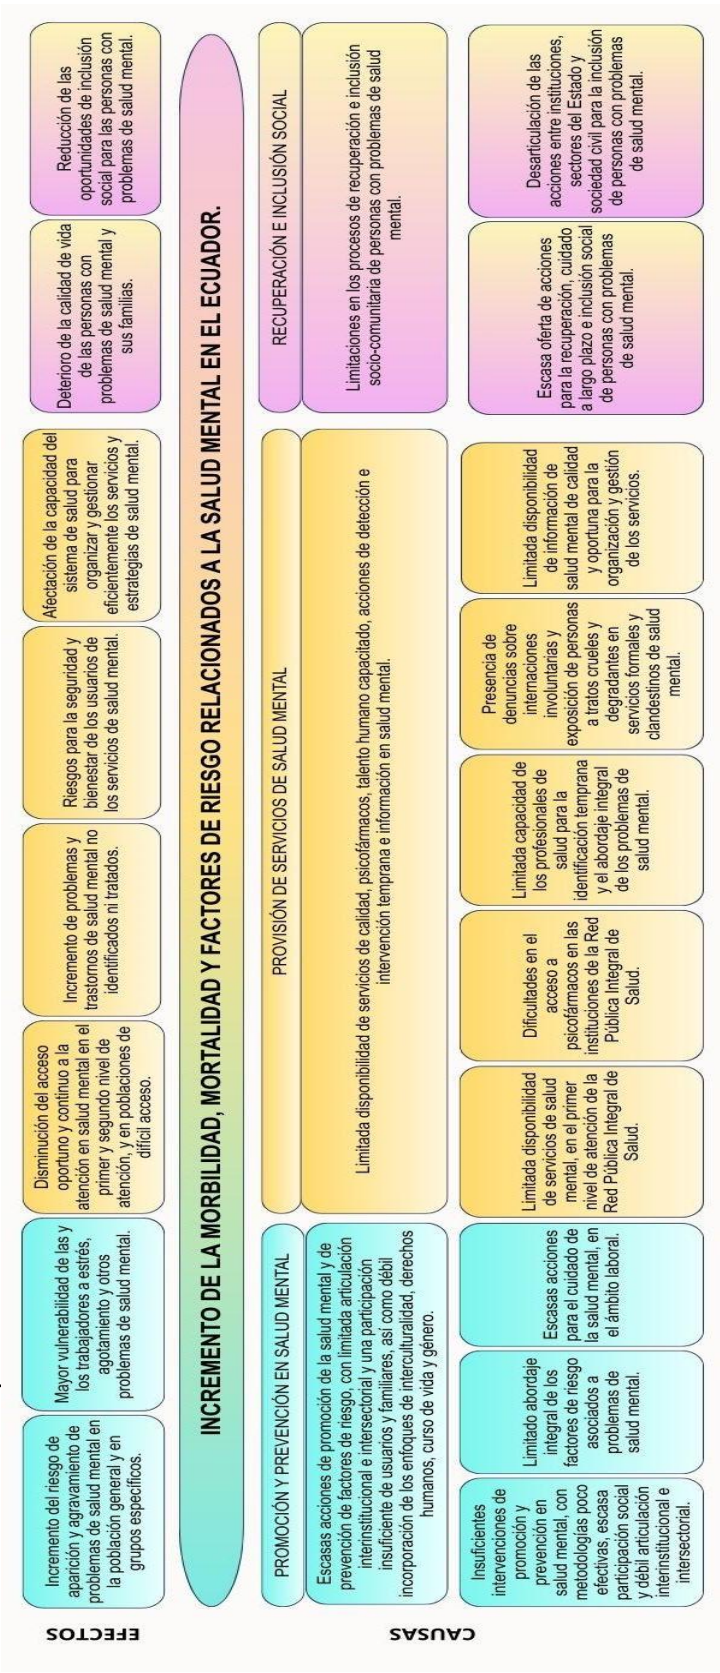 EFECTOS
Incremento del riesgo de
aparición y agravamiento de
problemas de salud mental en
la población general y en
grupos específicos.
Mayor vulnerabilidad de las y
los trabajadores a estrés,
agotamiento y otros
problemas de salud mental.
Disminución del acceso
oportuno y continuo a la
atención en salud mental en el
primer y segundo nivel de
atención, y en poblaciones de
difícil acceso.
Incremento de problemas y
trastornos de salud mental no
identificados ni tratados.
Riesgos para la seguridad y
bienestar de los usuarios de
los servicios de salud mental.
Afectación de la capacidad del
sistema de salud para
organizar y gestionar
eficientemente los servicios y
estrategias de salud mental.
Deterioro de la calidad de vida
de las personas con
problemas de salud mental y
sus familias.
Reducción de las
oportunidades de inclusión
social para las personas con
problemas de salud mental.
INCREMENTO DE LA MORBILIDAD, MORTALIDAD Y FACTORES DE RIESGO RELACIONADOS A LA SALUD MENTAL EN EL ECUADOR.
CAUSAS
PROMOCIÓN Y PREVENCIÓN EN SALUD MENTAL
Escasas acciones de promoción de la salud mental y de
prevención de factores de riesgo, con limitada articulación
interinstitucional e intersectorial y una participación
insuficiente de usuarios y familiares, así como débil
incorporación de los enfoques de interculturalidad, derechos
humanos, curso de vida y género.
PROVISIÓN DE SERVICIOS DE SALUD MENTAL
Limitada disponibilidad de servicios de calidad, psicofármacos, talento humano capacitado, acciones de detección e
intervención temprana e información en salud mental.
RECUPERACIÓN E INCLUSIÓN SOCIAL
Limitaciones en los procesos de recuperación e inclusión
socio-comunitaria de personas con problemas de salud
mental.
Insuficientes
intervenciones de
promoción y
prevención en
salud mental, con
metodologías poco
efectivas, escasa
participación social
y débil articulación
interinstitucional e
intersectorial.
Limitado abordaje
integral de los
factores de riesgo
asociados a
problemas de
salud mental.
Escasas acciones
para el cuidado de
la salud mental, en
el ámbito laboral.
Limitada disponibilidad
de servicios de salud
mental, en el primer
nivel de atención de la
Red Pública Integral de
Salud.
Dificultades en el
acceso a
psicofármacos en las
instituciones de la Red
Pública Integral de
Salud.
Limitada capacidad de
los profesionales de
salud para la
identificación temprana
y el abordaje integral
de los problemas de
salud mental.
Presencia de
denuncias sobre
internaciones
involuntarias y
exposición de personas
a tratos crueles y
degradantes en
servicios formales y
clandestinos de salud
mental.
Limitada disponibilidad
de información de
salud mental de calidad
y oportuna para la
organización y gestión
de los servicios.
Escasa oferta de acciones
para la recuperación, cuidado
a largo plazo e inclusión social
de personas con problemas
de salud mental.
Desarticulación de las
acciones entre instituciones,
sectores del Estado y
sociedad civil para la inclusión
de personas con problemas
de salud mental.